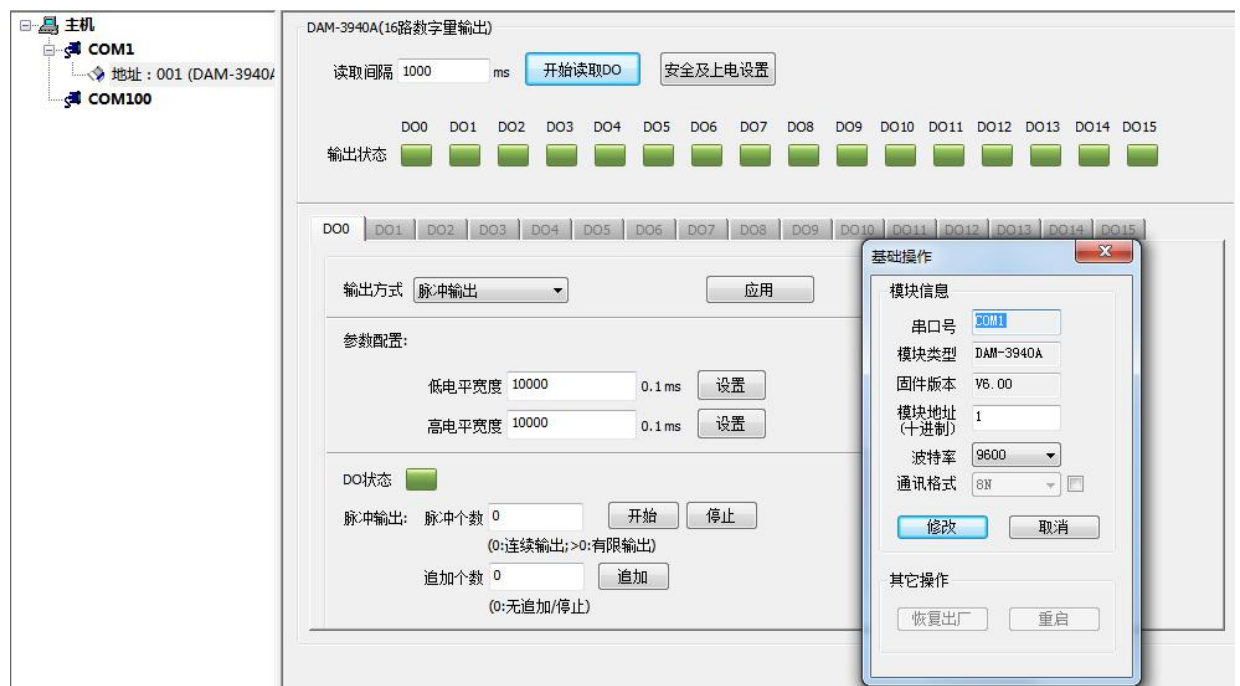 主机
COM1
地址：001 (DAM-3940A
COM100
DAM-3940A(16路数字量输出)
读取间隔 1000 ms 开始读取DO 安全及上电设置
DO0 DO1 DO2 DO3 DO4 DO5 DO6 DO7 DO8 DO9 DO10 DO11 DO12 DO13 DO14 DO15
输出状态
DO0 DO1 DO2 DO3 DO4 DO5 DO6 DO7 DO8 DO9 DO10 DO11 DO12 DO13 DO14 DO15
输出方式 脉冲输出 应用
参数配置:
低电平宽度 10000 0.1 ms 设置
高电平宽度 10000 0.1 ms 设置
DO状态
脉冲输出: 脉冲个数 0 开始 停止
(0:连续输出;>0:有限输出)
追加个数 0 追加
(0:无追加/停止)
基础操作
模块信息
串口号 COM1
模块类型 DAM-3940A
固件版本 V6.00
模块地址 1
(十进制)
波特率 9600
通讯格式 8N
修改 取消
其它操作
恢复出厂 重启